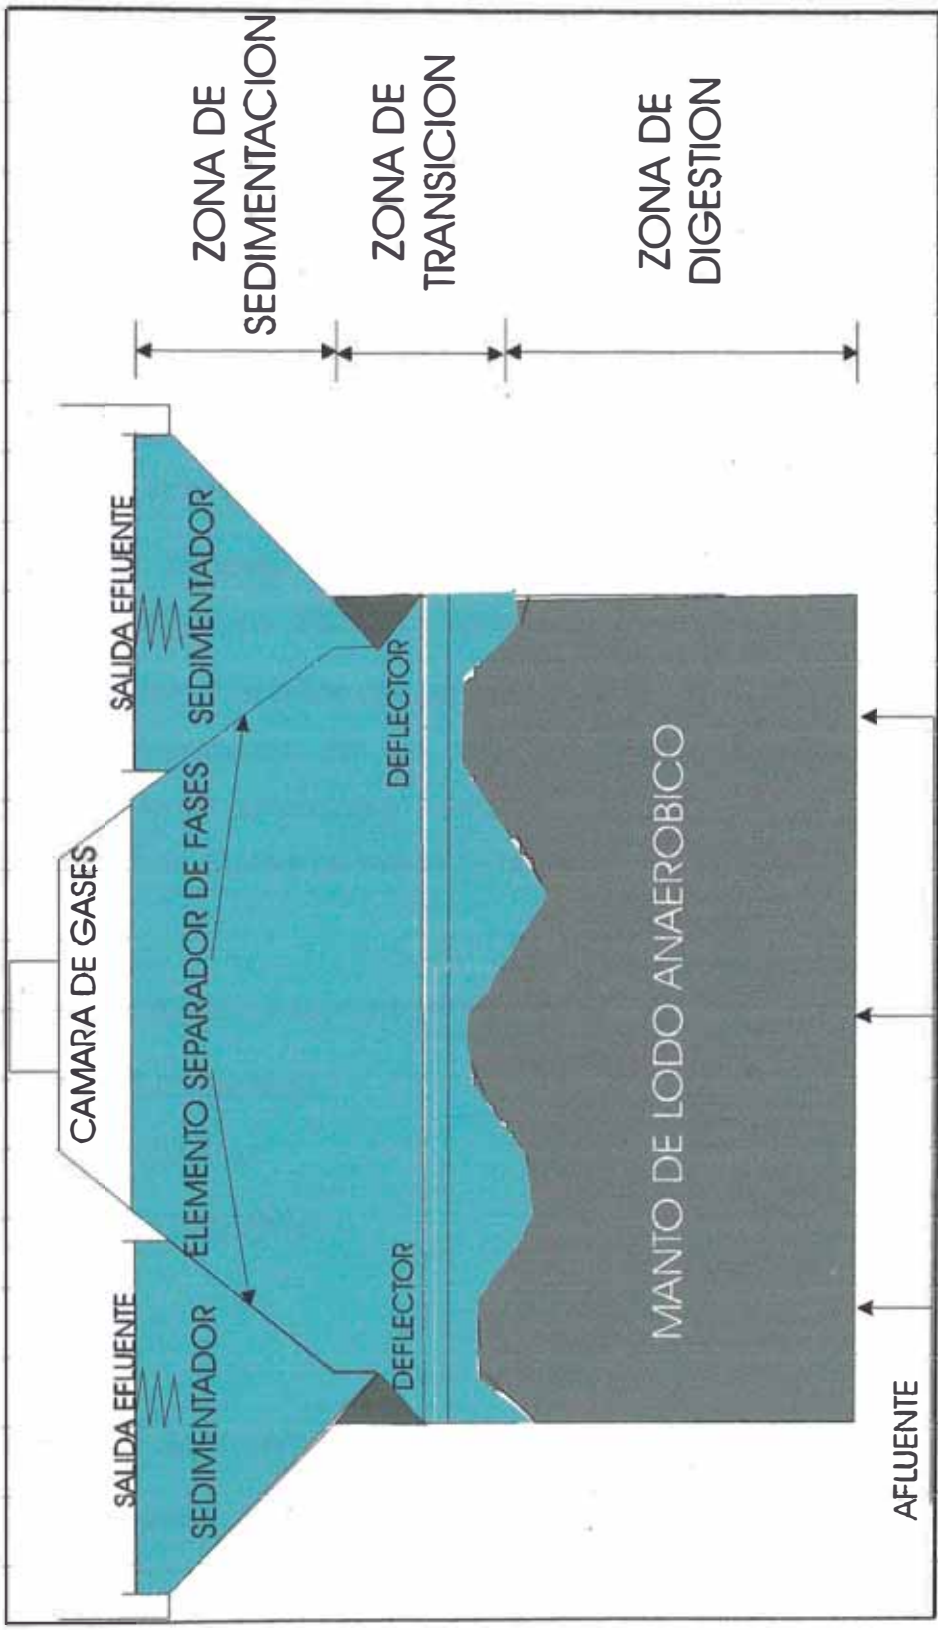 CAMARA DE GASES
SALIDA EFLUENTE
SALIDA EFLUENTE
SEDIMENTADOR
ELEMENTO SEPARADOR DE FASES
SEDIMENTADOR
ZONA DE
SEDIMENTACION
DEFLECTOR
DEFLECTOR
ZONA DE
TRANSICION
MANTO DE LODO ANAEROBICO
ZONA DE
DIGESTION
AFLUENTE